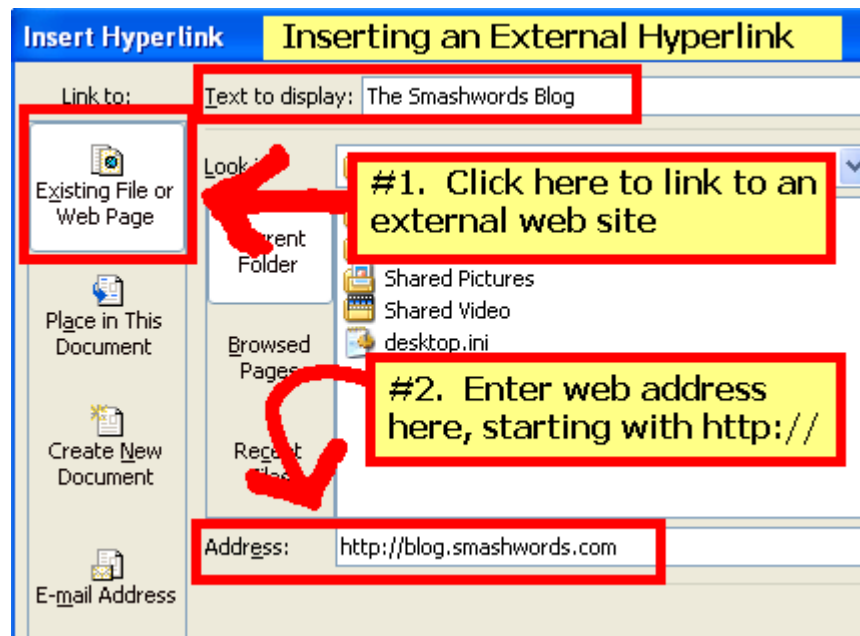 Insert Hyperlink
Inserting an External Hyperlink
Link to:
Text to display: The Smashwords Blog
Existing File or
Web Page
#1. Click here to link to an
external web site
Folder
Shared Pictures
Shared Video
desktop.ini
Place in This
Document
Browsed
Pages
#2. Enter web address
here, starting with http://
Create New
Document
Address: http://blog.smashwords.com
E-mail Address